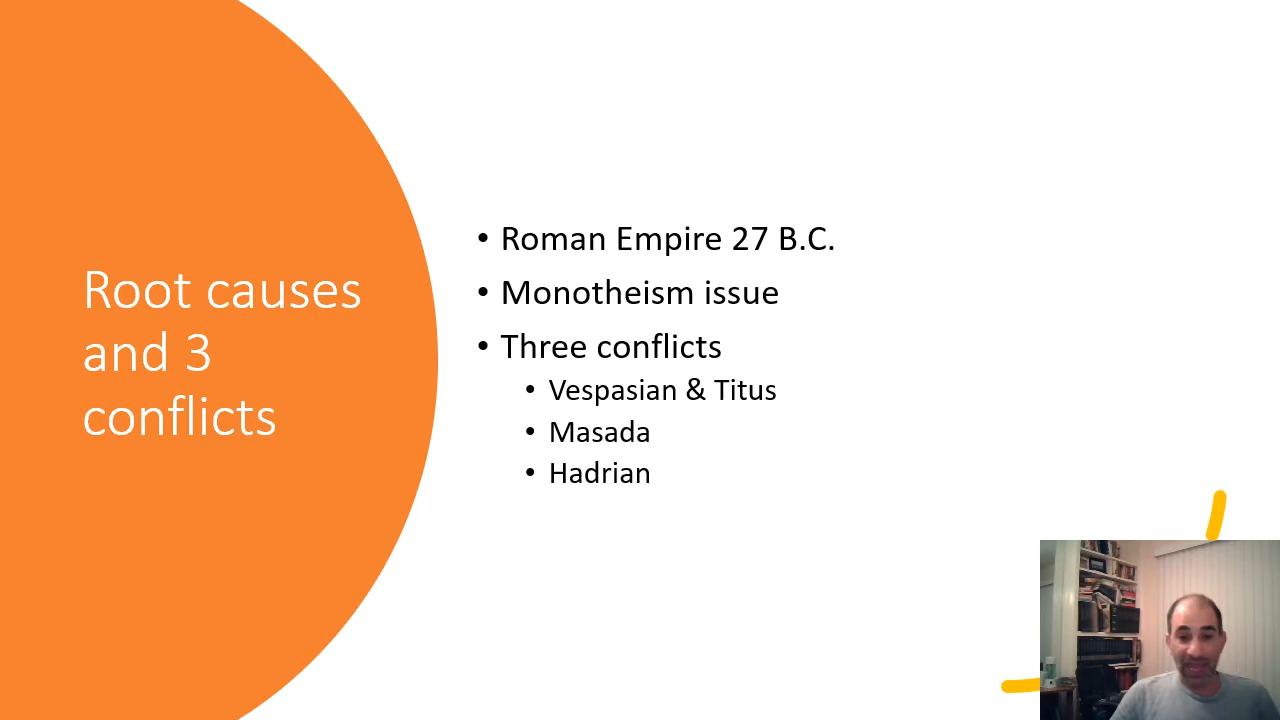 Root causes
and 3
conflicts
• Roman Empire 27 B.C.
• Monotheism issue
• Three conflicts
• Vespasian & Titus
• Masada
• Hadrian